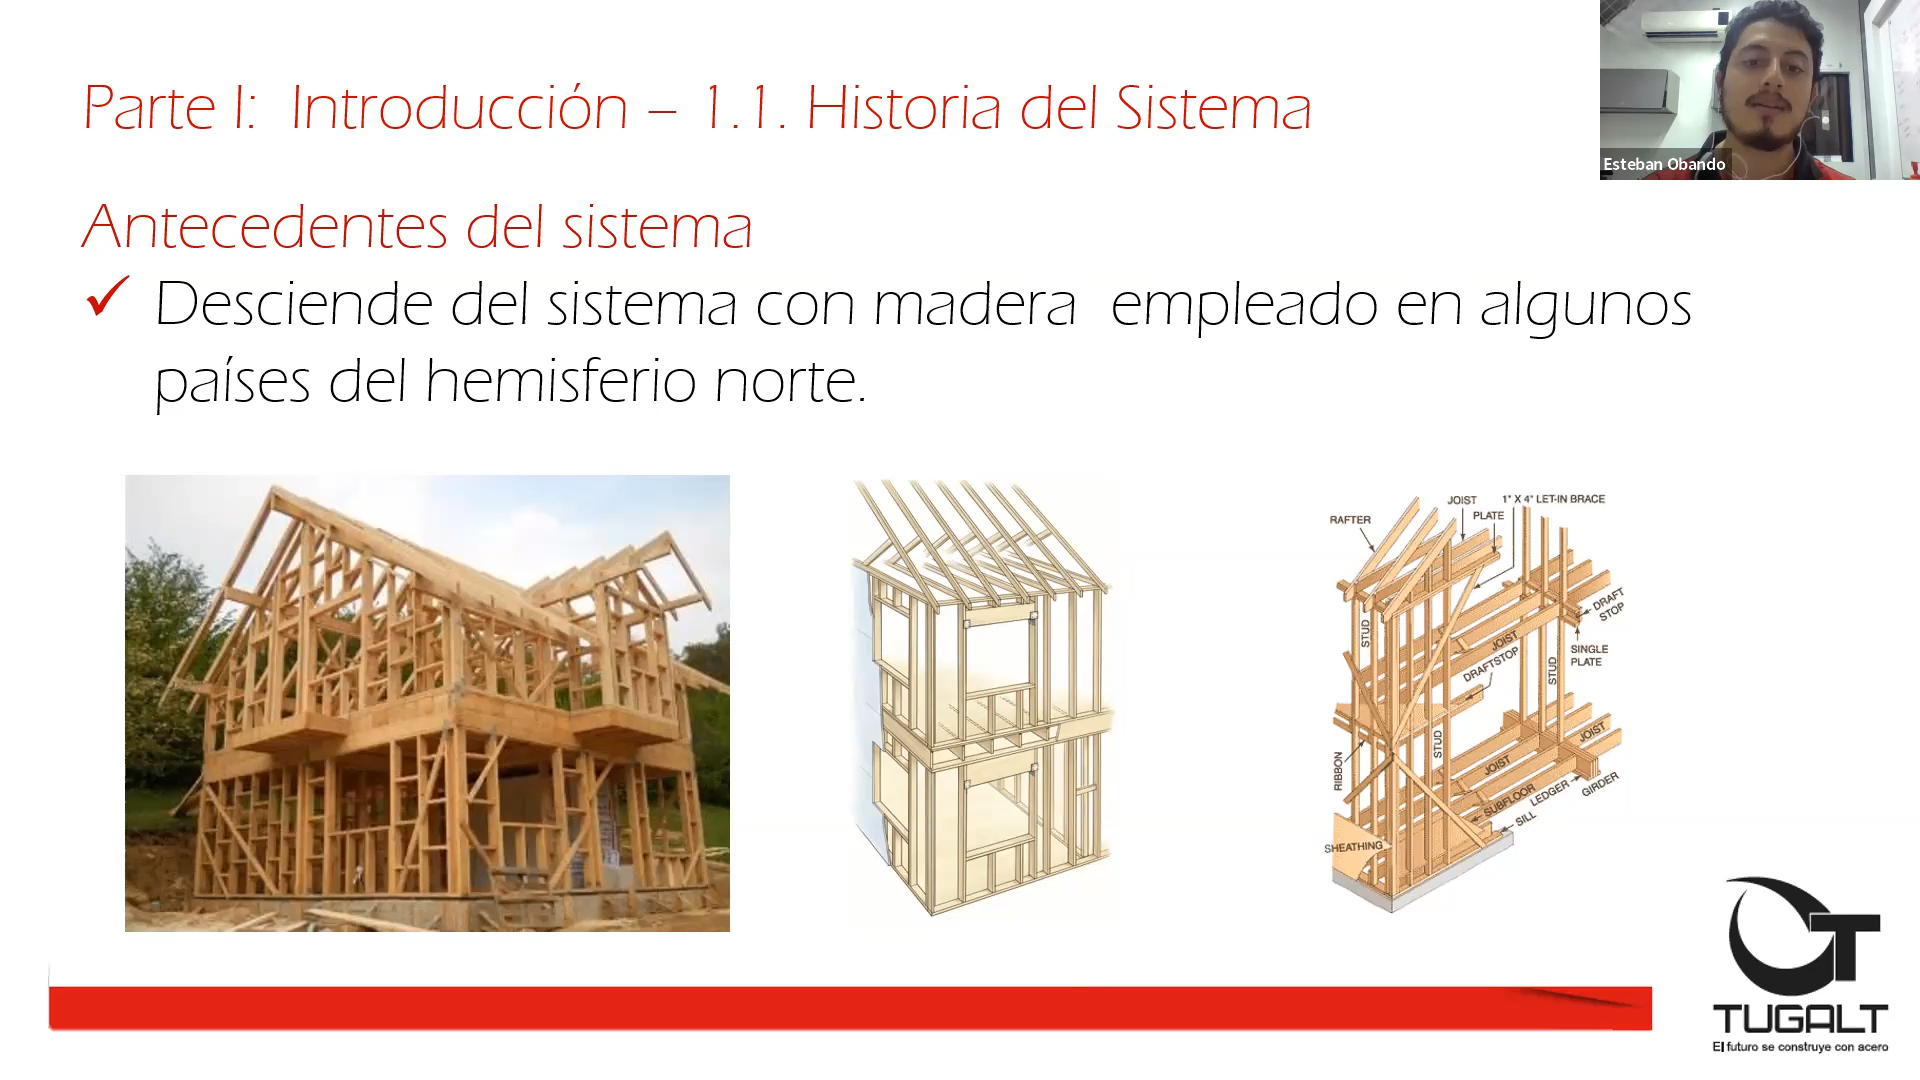 Parte I: Introducción – 1.1. Historia del Sistema
Esteban Obando
Antecedentes del sistema
✓ Desciende del sistema con madera empleado en algunos
países del hemisferio norte.
JOIST
1" X 4" LET-IN BRACE
RAFTER
PLATE
DRAFT
STOP
STUD
JOIST
SINGLE
PLATE
DRAFTSTOP
STUD
STUD
JOIST
RIBBON
JOIST
SUBFLOOR
LEDGER
GIRDER
SILL
SHEATHING
TUGALT
El futuro se construye con acero